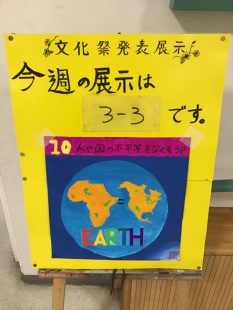 文化祭発表展示
今週の展示は
3-3 です。
10 人や国の不平等をなくそう
=
EARTH